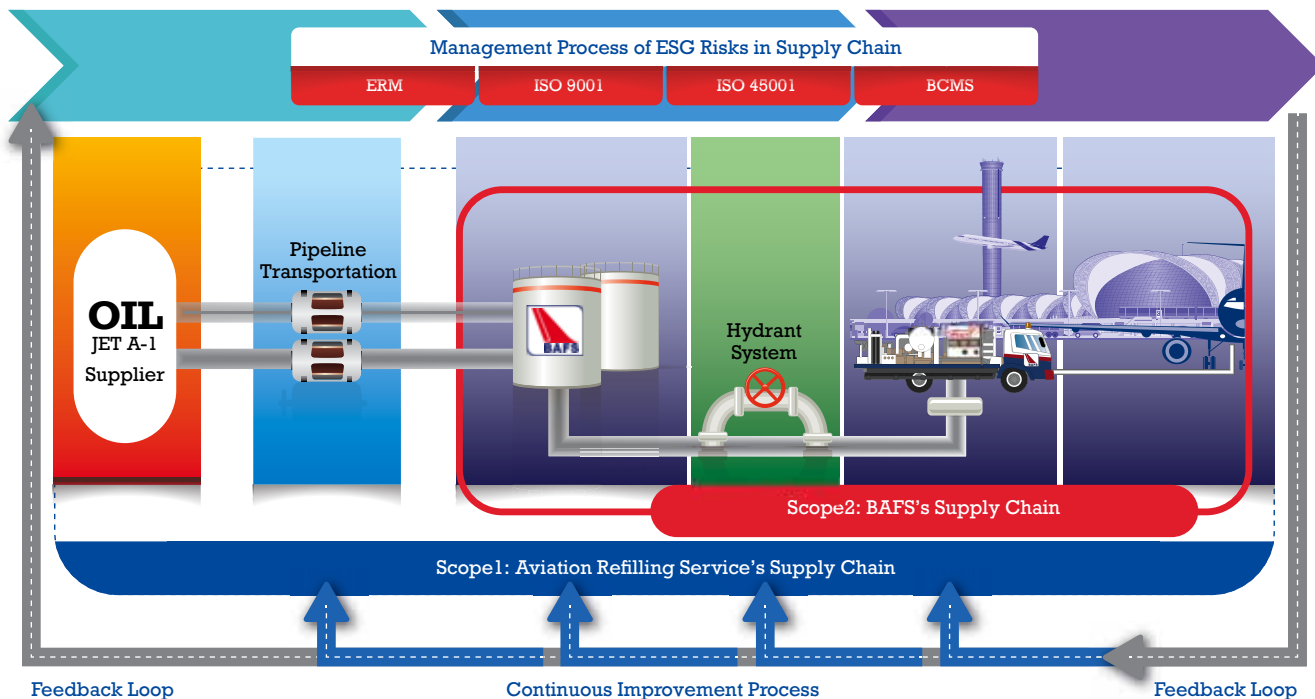 Management Process of ESG Risks in Supply Chain
ERM
ISO 9001
ISO 45001
BCMS
Pipeline
Transportation
OIL
JET A-1
Supplier
BAFS
Hydrant
System
Scope2: BAFS's Supply Chain
Scope1: Aviation Refilling Service's Supply Chain
Feedback Loop
Continuous Improvement Process
Feedback Loop